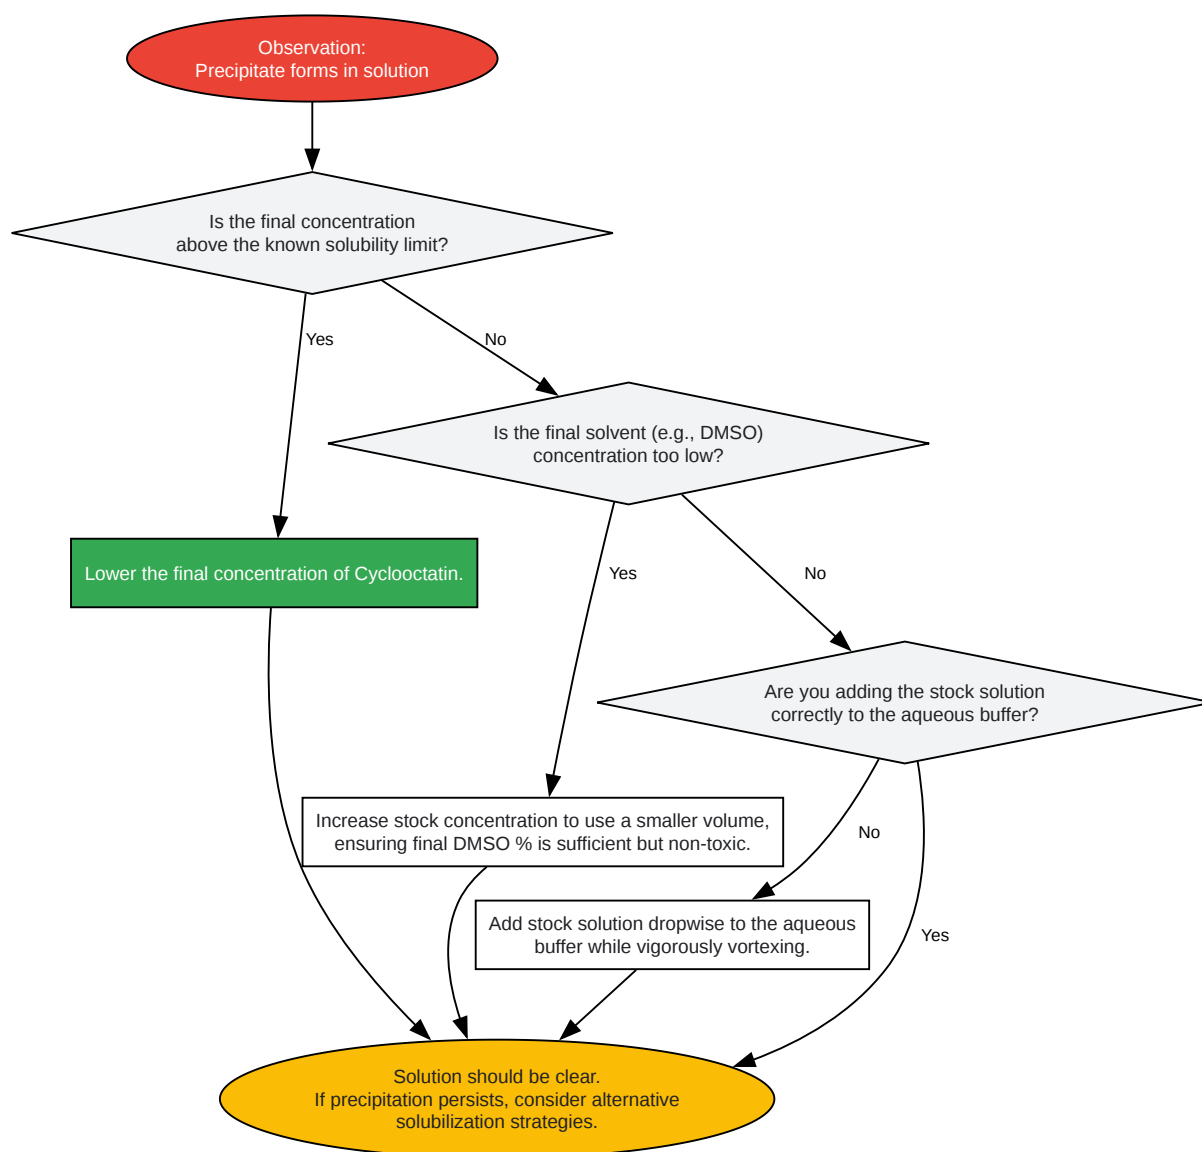 Observation:
Precipitate forms in solution
Is the final concentration
above the known solubility limit?
Yes
No
Is the final solvent (e.g., DMSO)
concentration too low?
Lower the final concentration of Cyclooctatin.
Yes
No
Are you adding the stock solution
correctly to the aqueous buffer?
Increase stock concentration to use a smaller volume,
ensuring final DMSO % is sufficient but non-toxic.
No
Add stock solution dropwise to the aqueous
buffer while vigorously vortexing.
Yes
Solution should be clear.
If precipitation persists, consider alternative
solubilization strategies.